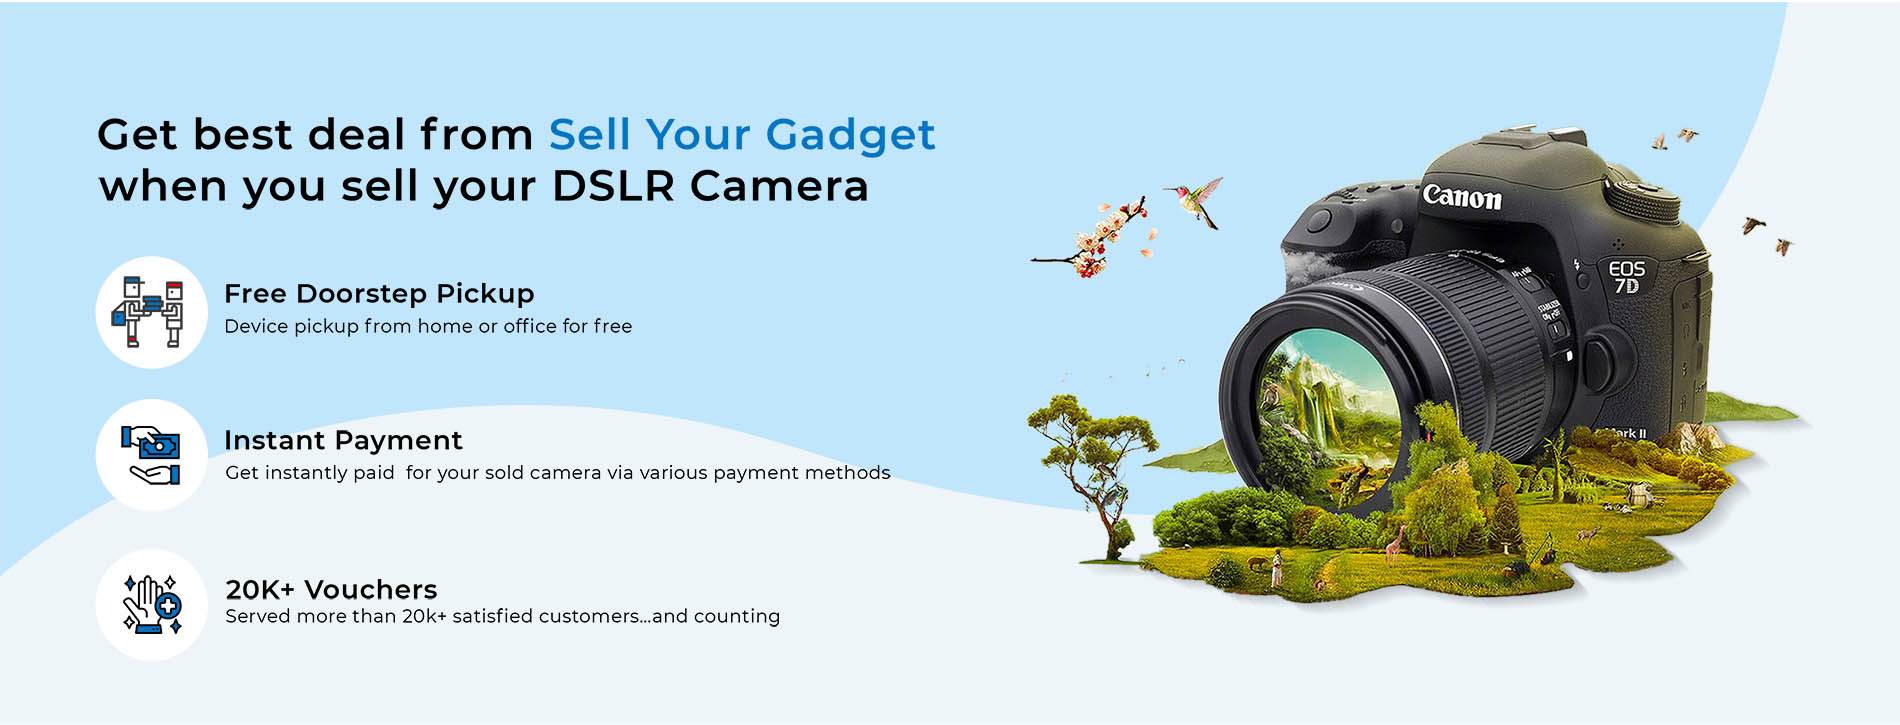 Get best deal from Sell Your Gadget
when you sell your DSLR Camera
Free Doorstep Pickup
Device pickup from home or office for free
Instant Payment
Get instantly paid for your sold camera via various payment methods
20K+ Vouchers
Served more than 20k+ satisfied customers...and counting
Canon
EOS
7D
Mark II